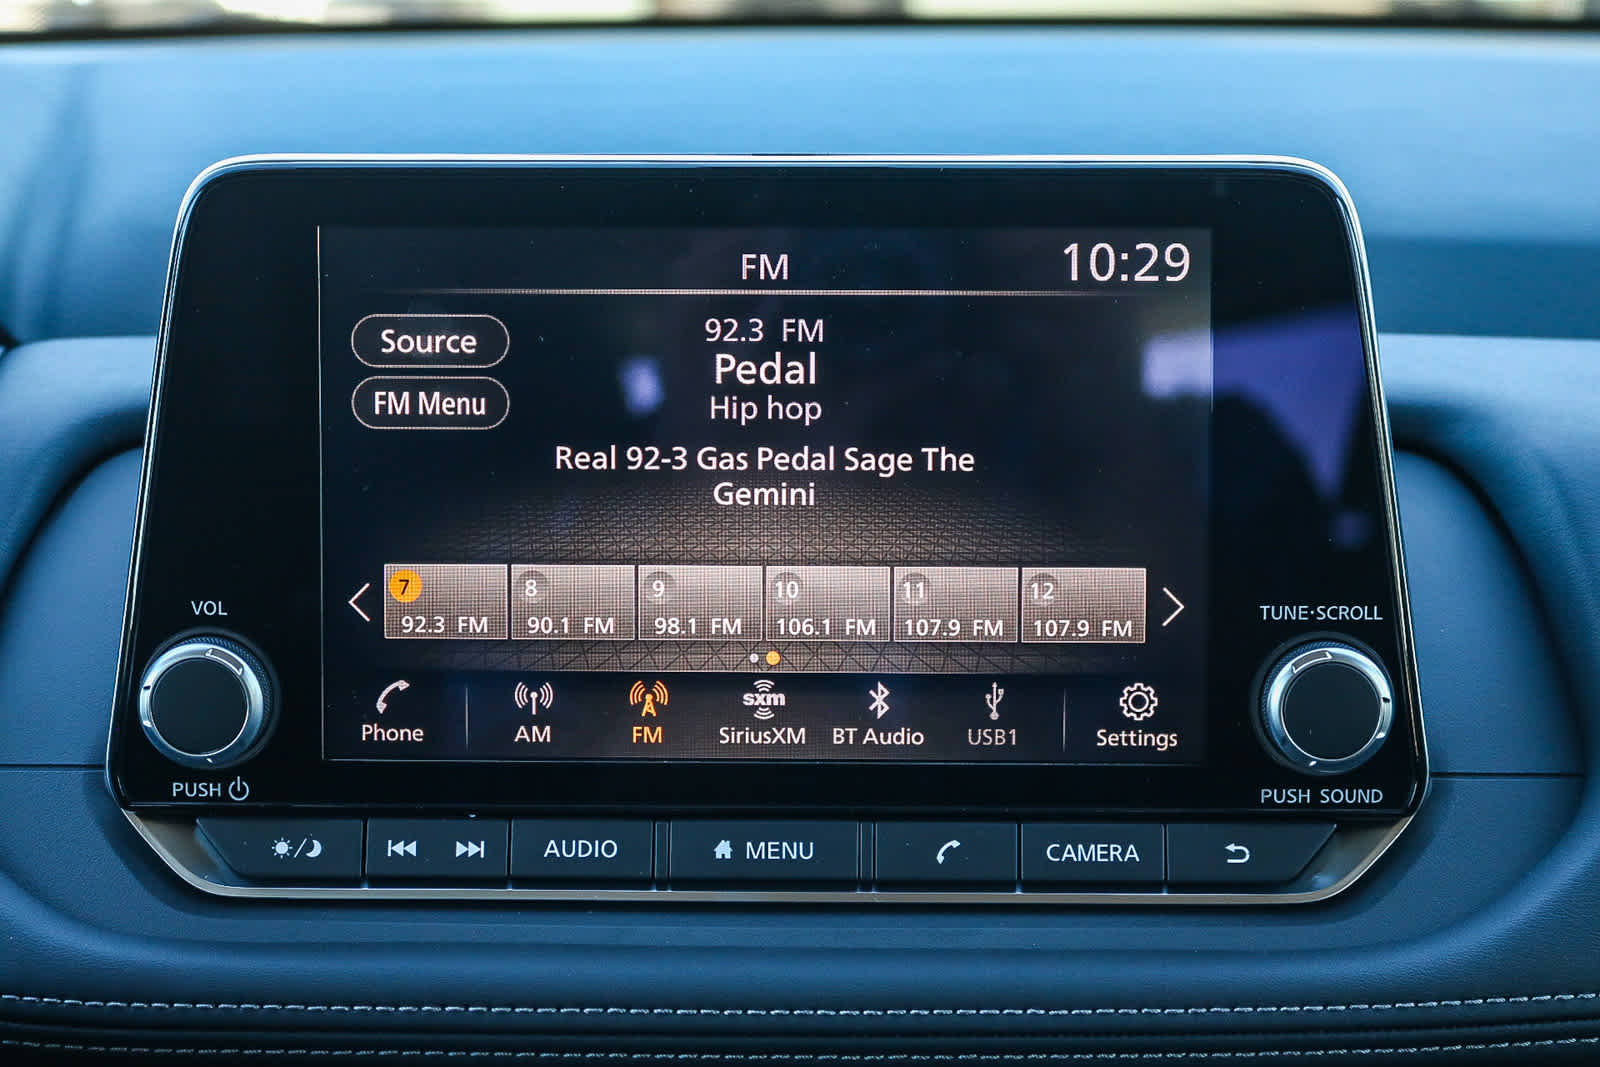 FM
10:29
Source
FM Menu
92.3 FM
Pedal
Hip hop
Real 92-3 Gas Pedal Sage The
Gemini
7
92.3 FM
8
90.1 FM
9
98.1 FM
10
106.1 FM
11
107.9 FM
12
107.9 FM
Phone
AM
FM
sxm
SiriusXM
BT Audio
USB1
Settings
VOL
PUSH
TUNE·SCROLL
PUSH SOUND
AUDIO
MENU
CAMERA